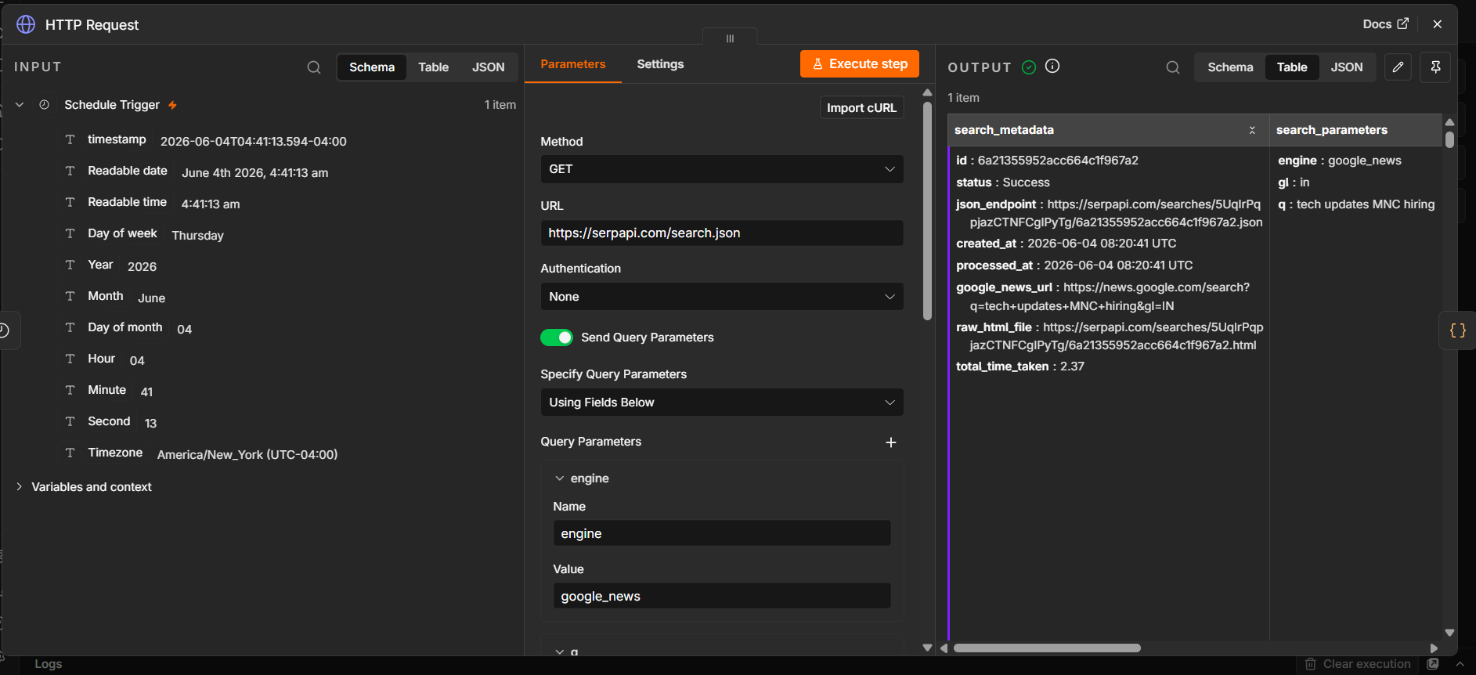 HTTP Request
Docs
INPUT
Schema
Table
JSON
Schedule Trigger
1 item
timestamp 2026-06-04T04:41:13.594-04:00
Readable date June 4th 2026, 4:41:13 am
Readable time 4:41:13 am
Day of week Thursday
Year 2026
Month June
Day of month 04
Hour 04
Minute 41
Second 13
Timezone America/New_York (UTC-04:00)
Variables and context
Parameters
Settings
Execute step
Import cURL
Method
GET
URL
https://serpapi.com/search.json
Authentication
None
Send Query Parameters
Specify Query Parameters
Using Fields Below
Query Parameters
engine
Name
engine
Value
google_news
q
OUTPUT
Schema
Table
JSON
1 item
search_metadata
id : 6a21355952acc664c1f967a2
status : Success
json_endpoint : https://serpapi.com/searches/5UqIrPq
pjazCTNFCgIPyTg/6a21355952acc664c1f967a2.json
created_at : 2026-06-04 08:20:41 UTC
processed_at : 2026-06-04 08:20:41 UTC
google_news_url : https://news.google.com/search?
q=tech+updates+MNC+hiring&gl=IN
raw_html_file : https://serpapi.com/searches/5UqIrPqp
jazCTNFCgIPyTg/6a21355952acc664c1f967a2.html
total_time_taken : 2.37
search_parameters
engine : google_news
gl : in
q : tech updates MNC hiring
Logs
Clear execution